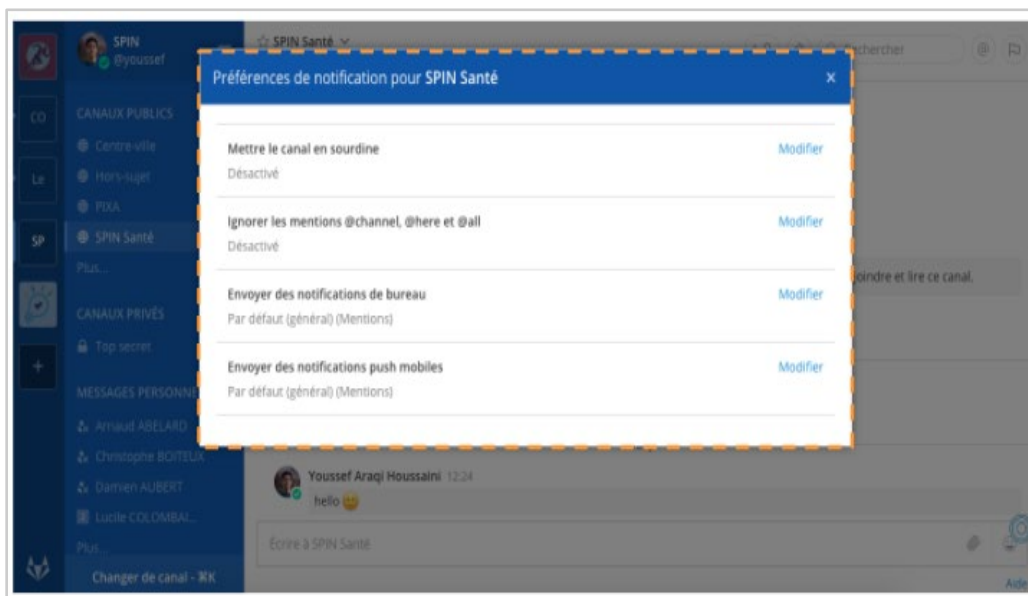 SPIN
@youssef
SPIN Santé
Rechercher
CO
Le
SP
CANAUX PUBLICS
Centre-ville
Hors-sujet
PIXA
SPIN Santé
Plus...
CANAUX PRIVÉS
Top secret
MESSAGES PERSONNE
Arnaud ABELARD
Christophe BOITEUX
Damien AUBERT
Lucile COLOMBAI...
Plus...
Changer de canal - ⌘K
Préférences de notification pour SPIN Santé ×
Mettre le canal en sourdine Modifier
Désactivé
Ignorer les mentions @channel, @here et @all Modifier
Désactivé
Envoyer des notifications de bureau Modifier
Par défaut (général) (Mentions)
Envoyer des notifications push mobiles Modifier
Par défaut (général) (Mentions)
joindre et lire ce canal.
Youssef Araqi Houssaini 12:24
hello 😄
Écrire à SPIN Santé
Aide